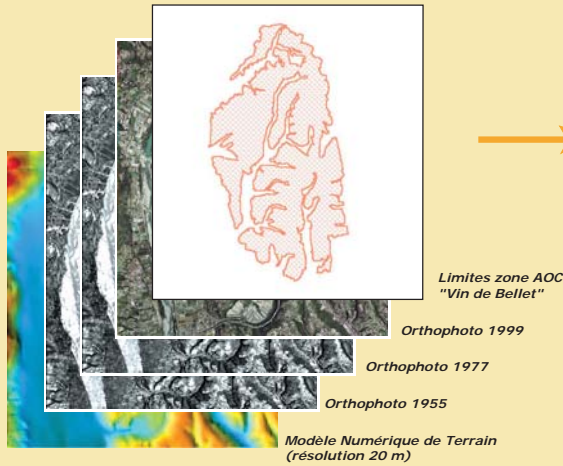 Limites zone AOC
"Vin de Bellet"
Orthophoto 1999
Orthophoto 1977
Orthophoto 1955
Modèle Numérique de Terrain
(résolution 20 m)